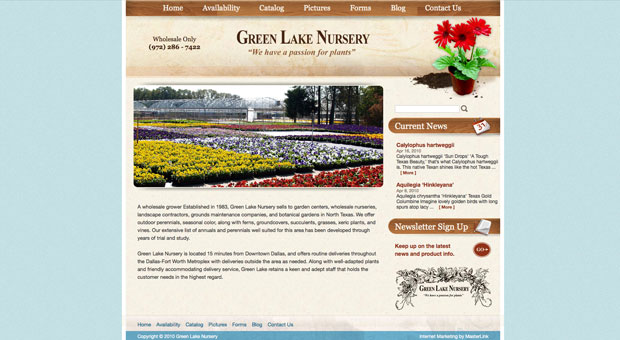 Home Availability Catalog Pictures Forms Blog Contact Us
Wholesale Only
(972) 286 - 7422
GREEN LAKE NURSERY
“We have a passion for plants”
Current News
Calylophus hartweggii
Apr 16, 2010
Calylophus hartweggii 'Sun Drops' 'A Tough
Texas Beauty,' that's what Calylophus hartweggii
is. This native Texan shines like the hot Texas ...
[ More ]
Aquilegia 'Hinkleyana'
Apr 6, 2010
Aquilegia chrysantha 'Hinkleyana' Texas Gold
Columbine Imagine lovely golden birds with long
spurs atop lacy ... [ More ]
Newsletter Sign Up
Keep up on the latest
news and product info.
GO
GREEN LAKE NURSERY
"We have a passion for plants"
A wholesale grower Established in 1983, Green Lake Nursery sells to garden centers, wholesale nurseries,
landscape contractors, grounds maintenance companies, and botanical gardens in North Texas. We offer
outdoor perennials, seasonal color, along with ferns, groundcovers, succulents, grasses, xeric plants, and
vines. Our extensive list of annuals and perennials well suited for this area has been developed through
years of trial and study.
Green Lake Nursery is located 15 minutes from Downtown Dallas, and offers routine deliveries throughout
the Dallas-Fort Worth Metroplex with deliveries outside the area as needed. Along with well-adapted plants
and friendly accommodating delivery service, Green Lake retains a keen and adept staff that holds the
customer needs in the highest regard.
Home Availability Catalog Pictures Forms Blog Contact Us
Copyright © 2010 Green Lake Nursery
Internet Marketing by MasterLink